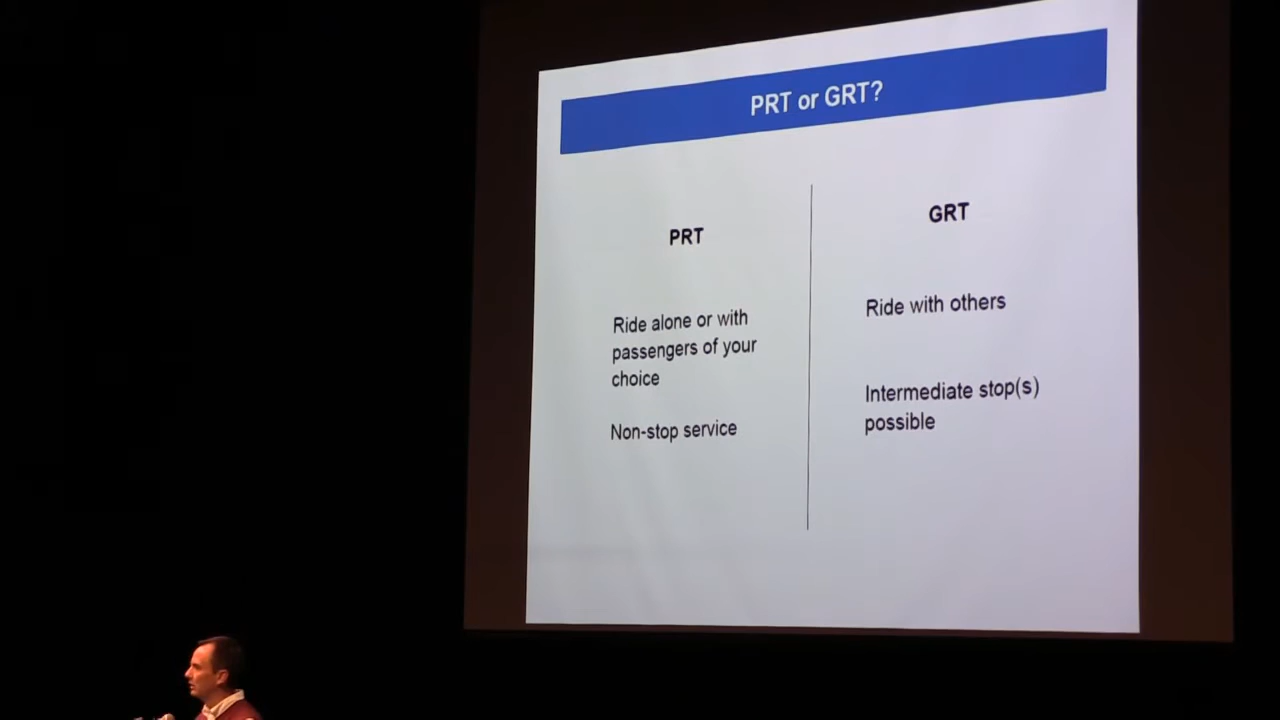 PRT or GRT?
PRT
Ride alone or with
passengers of your
choice
Non-stop service
GRT
Ride with others
Intermediate stop(s)
possible